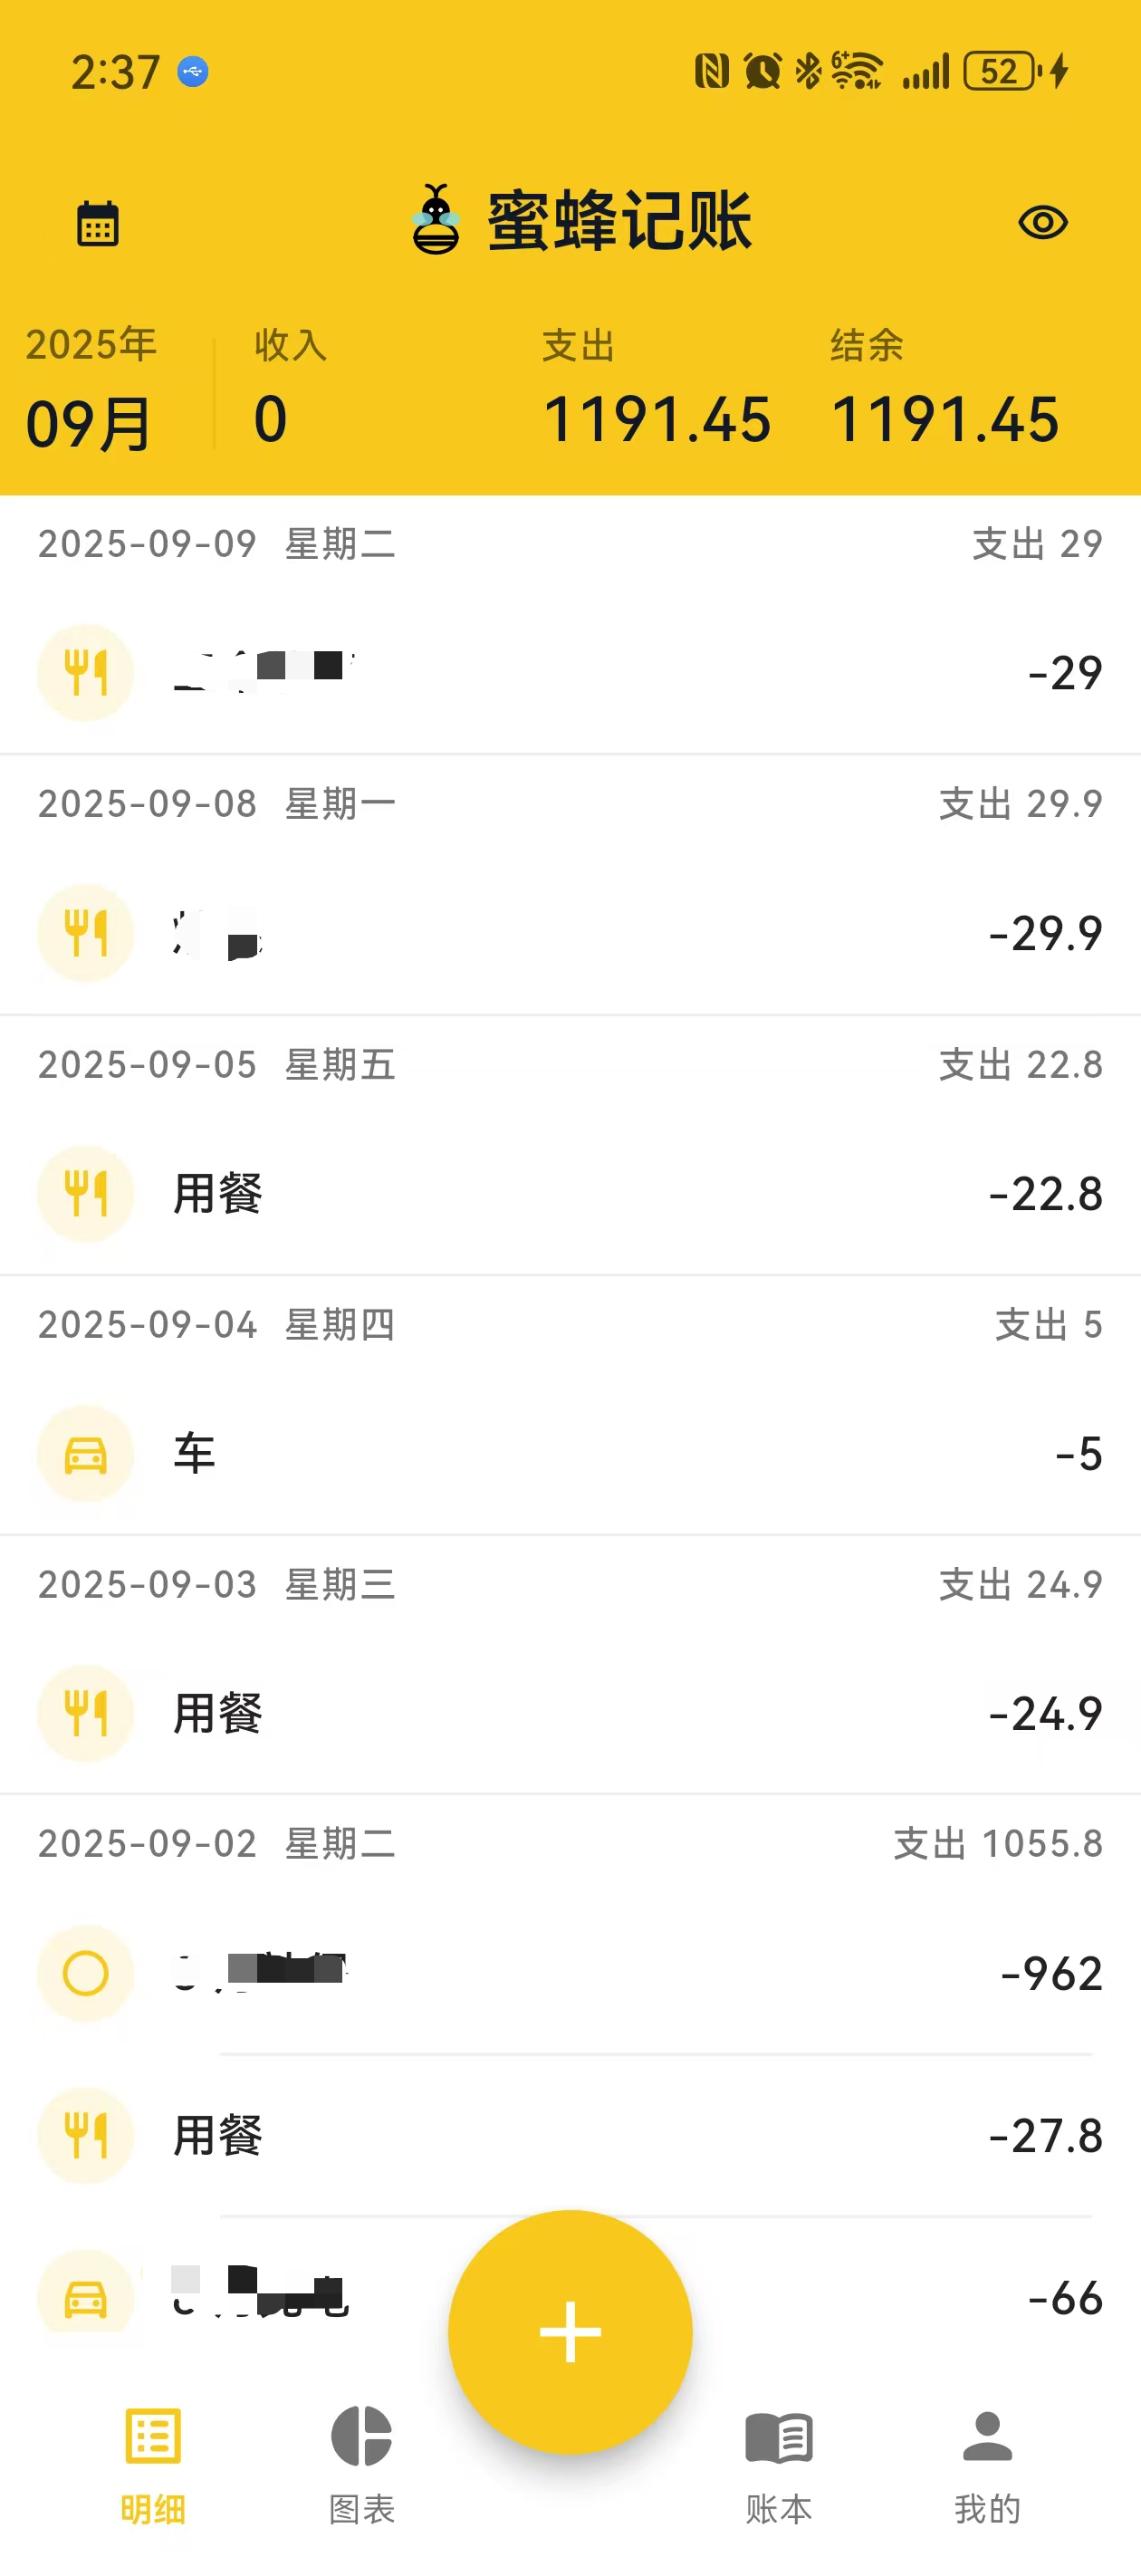 2:37
6+
52
蜜蜂记账
2025年 收入 支出 结余
09月 0 1191.45 1191.45
2025-09-09 星期二 支出 29
-29
2025-09-08 星期一 支出 29.9
-29.9
2025-09-05 星期五 支出 22.8
用餐 -22.8
2025-09-04 星期四 支出 5
车 -5
2025-09-03 星期三 支出 24.9
用餐 -24.9
2025-09-02 星期二 支出 1055.8
-962
用餐 -27.8
-66
明细 图表 账本 我的